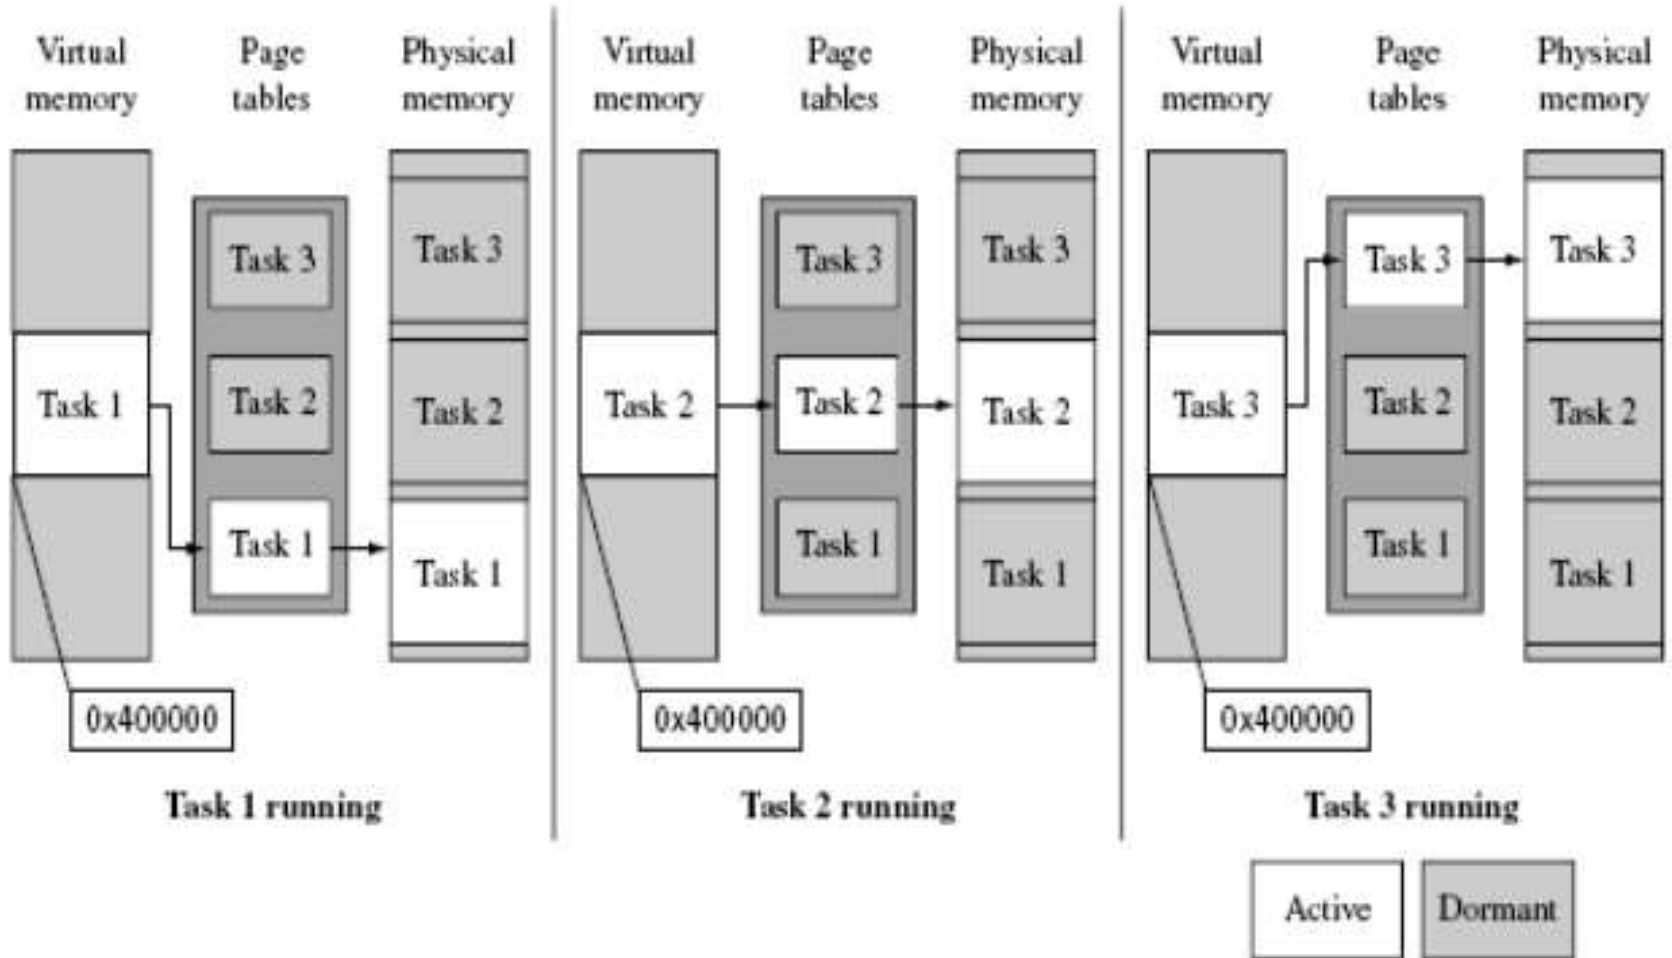 Virtual memory
Page tables
Physical memory
Task 3
Task 3
Task 1
Task 2
Task 2
Task 1
Task 1
0x400000
Task 1 running
Virtual memory
Page tables
Physical memory
Task 3
Task 3
Task 2
Task 2
Task 2
Task 1
Task 1
0x400000
Task 2 running
Virtual memory
Page tables
Physical memory
Task 3
Task 3
Task 3
Task 2
Task 2
Task 1
Task 1
0x400000
Task 3 running
Active
Dormant